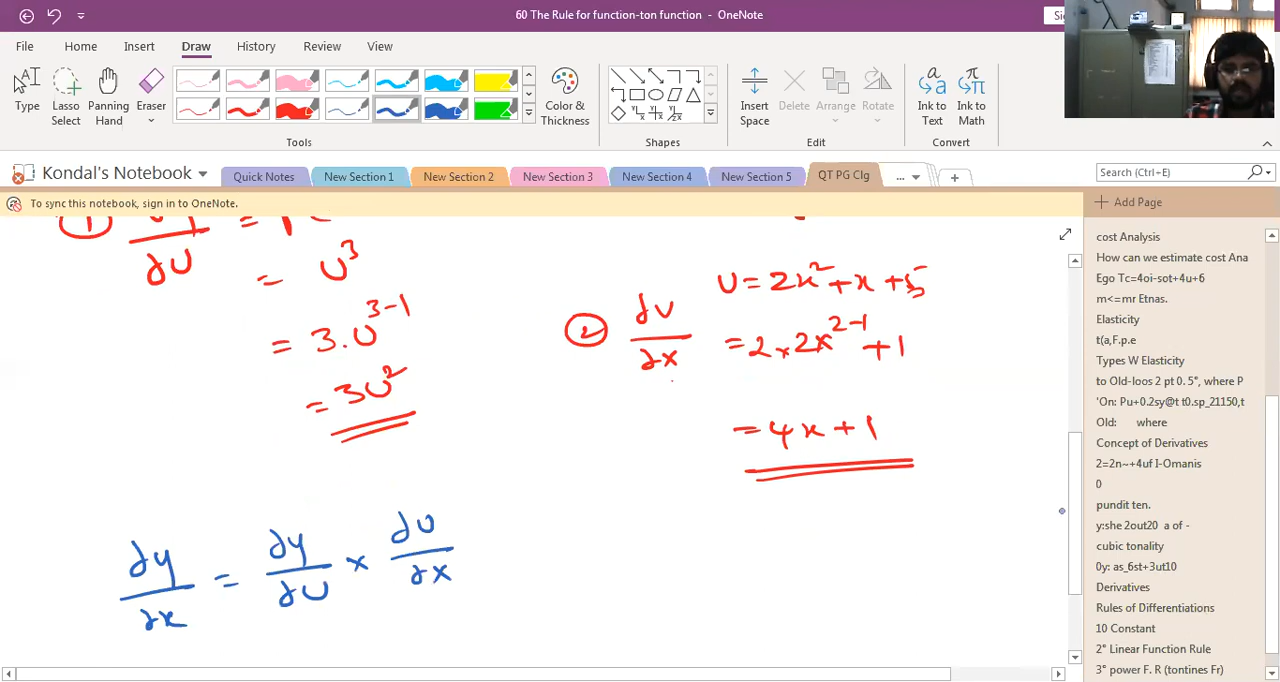 60 The Rule for function-ton function - OneNote
File Home Insert Draw History Review View
Type
Lasso Select
Panning Hand
Eraser
Color & Thickness
Insert Space
Delete
Arrange
Rotate
Ink to Text
Ink to Math
Tools
Shapes
Edit
Convert
Kondal's Notebook
Quick Notes
New Section 1
New Section 2
New Section 3
New Section 4
New Section 5
QT PG Clg
...
Search (Ctrl+E)
To sync this notebook, sign in to OneNote.
Add Page
① ∂y/∂U =
= U³
= 3.U³⁻¹
= 3U²
U = 2x² + x + 5
② ∂U/∂x = 2 × 2x²⁻¹ + 1
= 4x + 1
∂y/∂x = ∂y/∂U × ∂U/∂x
cost Analysis
How can we estimate cost Ana
Ego Tc=4oi-sot+4u+6
m<=mr Etnas.
Elasticity
t(a,F.p.e
Types W Elasticity
to Old-loos 2 pt 0. 5°, where P
'On: Pu+0.2sy@t t0.sp_21150,t
Old: where
Concept of Derivatives
2=2n~+4uf I-Omanis
0
pundit ten.
y:she 2out20 a of -
cubic tonality
0y: as_6st+3ut10
Derivatives
Rules of Differentiations
10 Constant
2° Linear Function Rule
3° power F. R (tontines Fr)